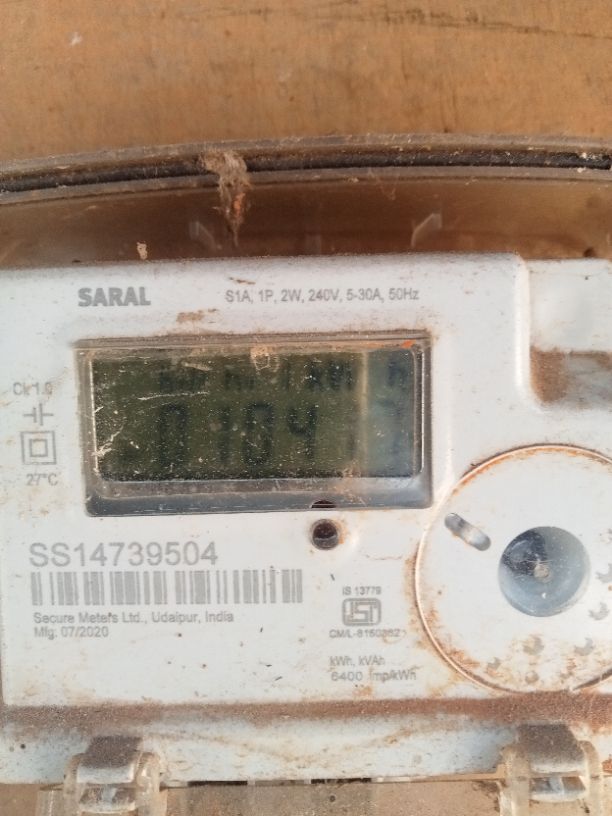 SARAL
S1A, 1P, 2W, 240V, 5-30A, 50Hz
Cl. 1.0
27°C
SS14739504
Secure Meters Ltd., Udaipur, India
Mfg: 07/2020
IS 13779
kWh, kVAh
6400 imp/kWh